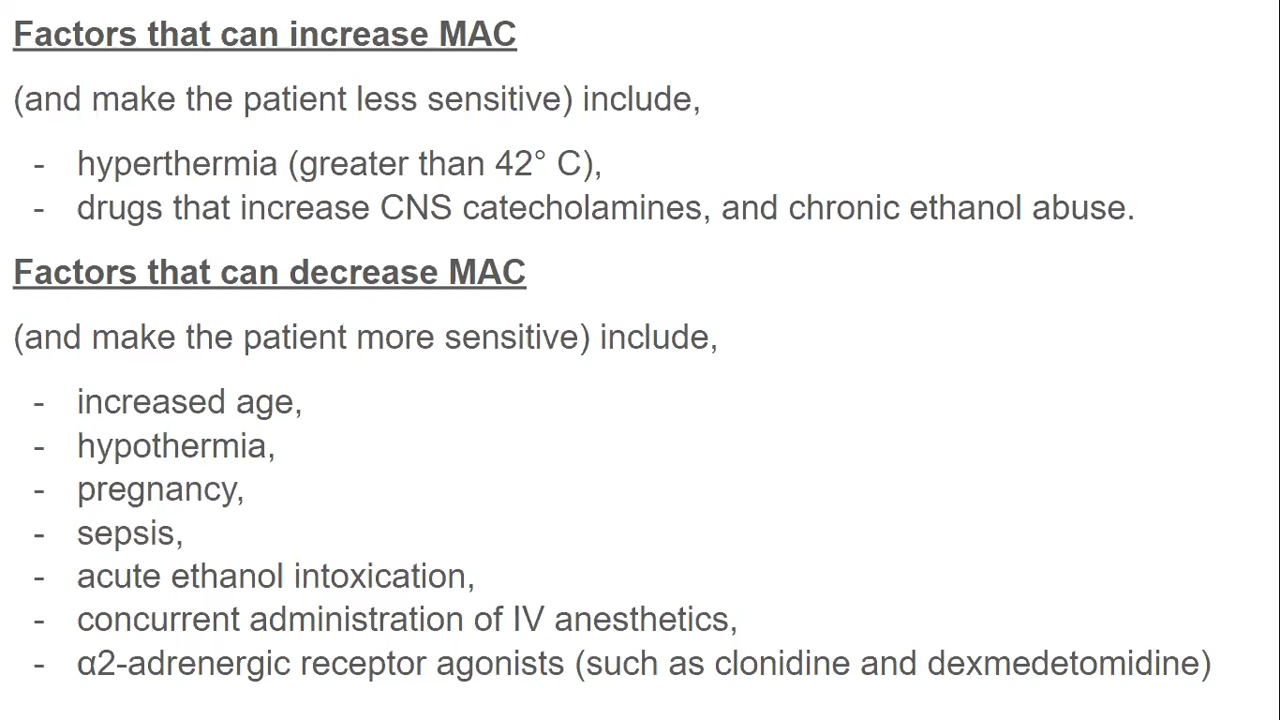 Factors that can increase MAC
(and make the patient less sensitive) include,
- hyperthermia (greater than 42° C),
- drugs that increase CNS catecholamines, and chronic ethanol abuse.
Factors that can decrease MAC
(and make the patient more sensitive) include,
- increased age,
- hypothermia,
- pregnancy,
- sepsis,
- acute ethanol intoxication,
- concurrent administration of IV anesthetics,
- α2-adrenergic receptor agonists (such as clonidine and dexmedetomidine)